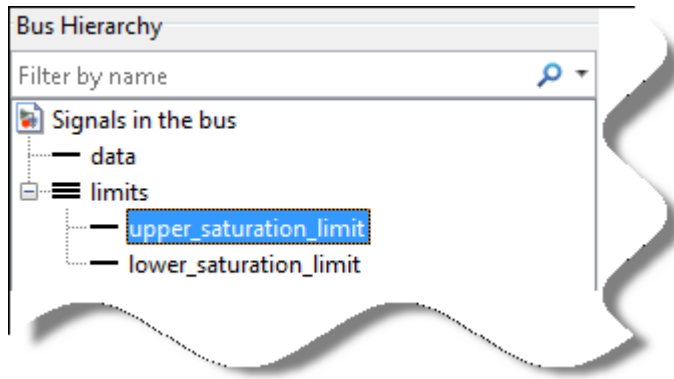 Bus Hierarchy
Filter by name
Signals in the bus
data
limits
upper_saturation_limit
lower_saturation_limit